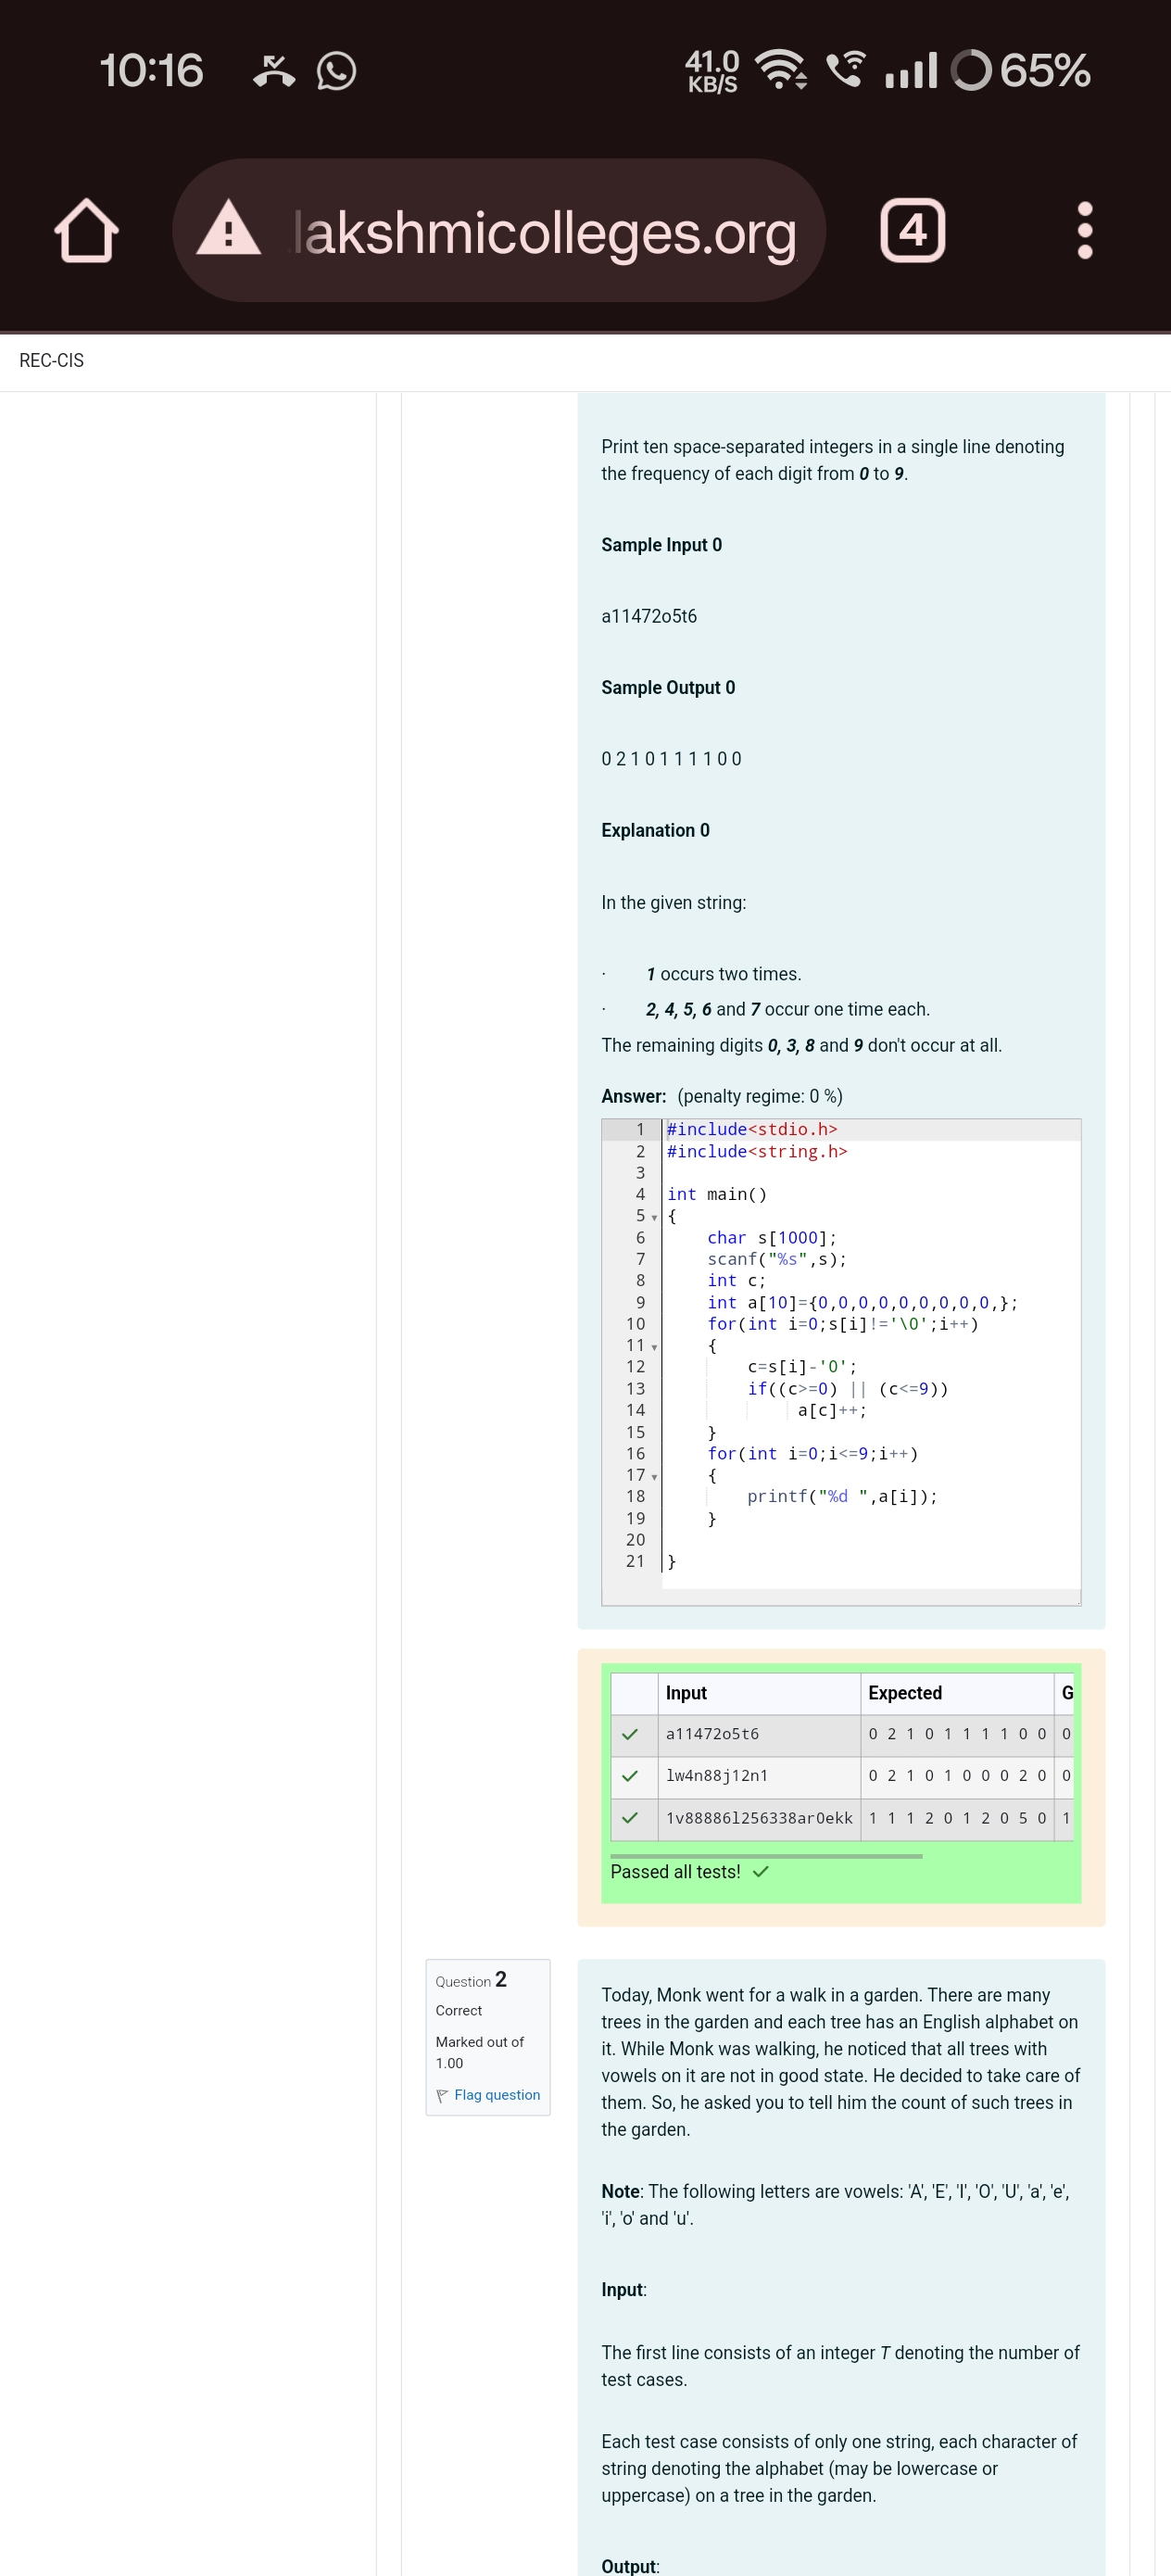 10:16
41.0
KB/S
65%
lakshmicolleges.org
4
REC-CIS
Print ten space-separated integers in a single line denoting
the frequency of each digit from 0 to 9.
Sample Input 0
a11472o5t6
Sample Output 0
0 2 1 0 1 1 1 1 0 0
Explanation 0
In the given string:
· 1 occurs two times.
· 2, 4, 5, 6 and 7 occur one time each.
The remaining digits 0, 3, 8 and 9 don't occur at all.
Answer: (penalty regime: 0 %)
1 #include<stdio.h>
2 #include<string.h>
3
4 int main()
5 {
6 char s[1000];
7 scanf("%s",s);
8 int c;
9 int a[10]={0,0,0,0,0,0,0,0,0,};
10 for(int i=0;s[i]!='\0';i++)
11 {
12 c=s[i]-'0';
13 if((c>=0) || (c<=9))
14 a[c]++;
15 }
16 for(int i=0;i<=9;i++)
17 {
18 printf("%d ",a[i]);
19 }
20
21 }
Input Expected G
a11472o5t6 0 2 1 0 1 1 1 1 0 0 0
lw4n88j12n1 0 2 1 0 1 0 0 0 2 0 0
1v88886l256338ar0ekk 1 1 1 2 0 1 2 0 5 0 1
Passed all tests!
Question 2
Correct
Marked out of
1.00
Flag question
Today, Monk went for a walk in a garden. There are many
trees in the garden and each tree has an English alphabet on
it. While Monk was walking, he noticed that all trees with
vowels on it are not in good state. He decided to take care of
them. So, he asked you to tell him the count of such trees in
the garden.
Note: The following letters are vowels: 'A', 'E', 'I', 'O', 'U', 'a', 'e',
'i', 'o' and 'u'.
Input:
The first line consists of an integer T denoting the number of
test cases.
Each test case consists of only one string, each character of
string denoting the alphabet (may be lowercase or
uppercase) on a tree in the garden.
Output: